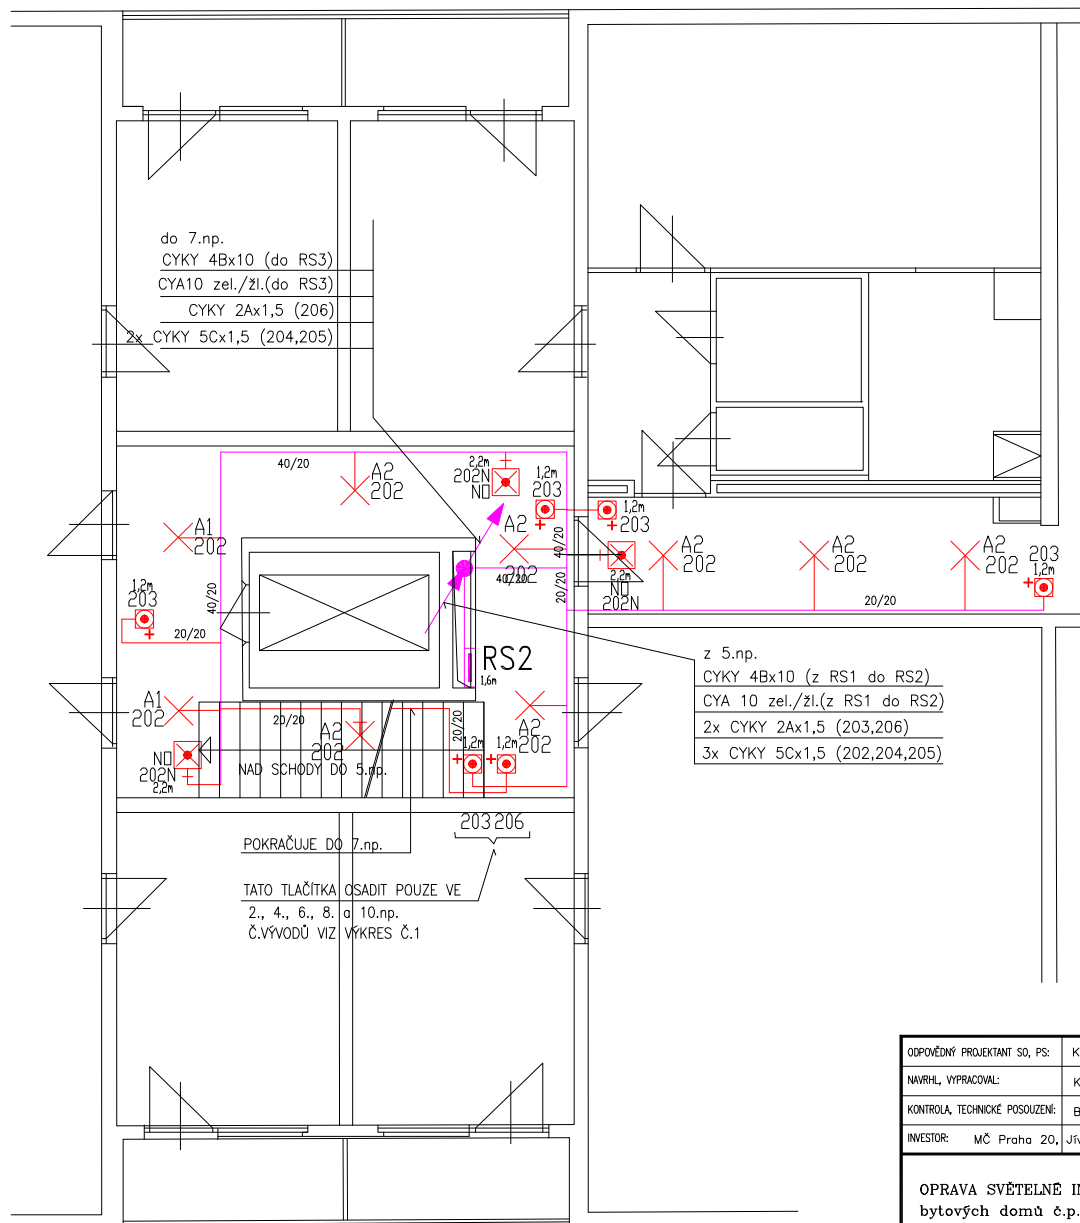 do 7.np.
CYKY 4Bx10 (do RS3)
CYA10 zel./žl.(do RS3)
CYKY 2Ax1,5 (206)
2x CYKY 5Cx1,5 (204,205)
40/20
A2
202
2,2m
202N
NO
1,2m
203
1,2m
203
A1
202
A2
202
40/20
40/20
20/20
A2
202
A2
202
A2
202
203
1,2m
2,2m
NO
202N
20/20
1,2m
203
40/20
20/20
RS2
1,6m
z 5.np.
CYKY 4Bx10 (z RS1 do RS2)
CYA 10 zel./žl.(z RS1 do RS2)
2x CYKY 2Ax1,5 (203,206)
3x CYKY 5Cx1,5 (202,204,205)
A1
202
20/20
A2
202
20/20
A2
202
1,2m
1,2m
NO
202N
2,2m
NAD SCHODY DO 5.np.
203 206
POKRAČUJE DO 7.np.
TATO TLAČÍTKA OSADIT POUZE VE
2., 4., 6., 8. a 10.np.
Č.VÝVODŮ VIZ VÝKRES Č.1
ODPOVĚDNÝ PROJEKTANT SO, PS: K
NAVRHL, VYPRACOVAL: K
KONTROLA, TECHNICKÉ POSOUZENÍ: B
INVESTOR: MČ Praha 20, Jív
OPRAVA SVĚTELNÉ IN
bytových domů č.p.